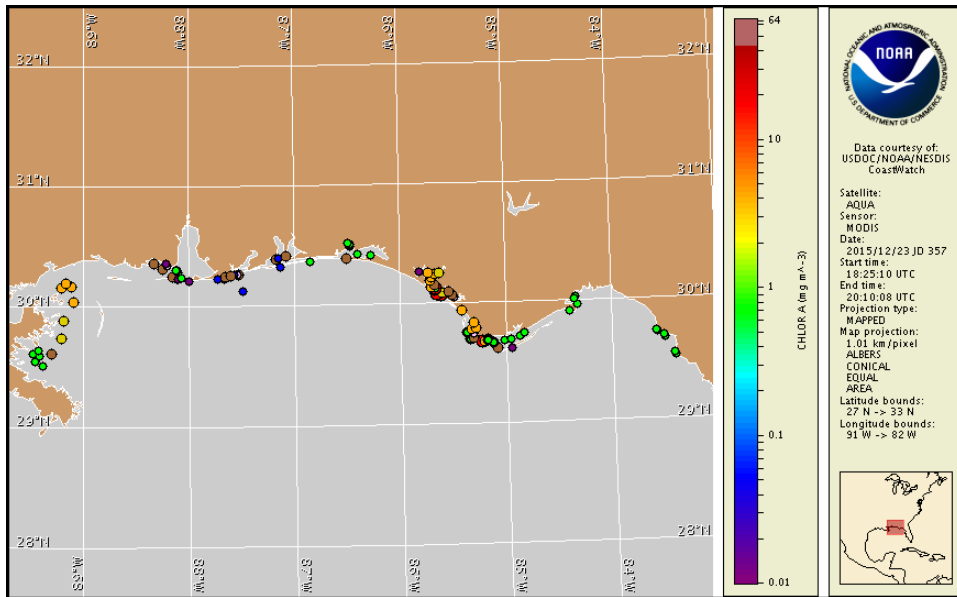 89°W
88°W
87°W
86°W
85°W
84°W
32°N
32°N
31°N
31°N
30°N
30°N
29°N
29°N
28°N
28°N
89°W
88°W
87°W
86°W
85°W
84°W
64
10
1
0.1
0.01
CHLOR A (mg m^-3)
NATIONAL OCEANIC AND ATMOSPHERIC ADMINISTRATION
NOAA
U.S. DEPARTMENT OF COMMERCE
Data courtesy of:
USDOC/NOAA/NESDIS
CoastWatch
Satellite:
AQUA
Sensor:
MODIS
Date:
2015/12/23 JD 357
Start time:
18:25:10 UTC
End time:
20:10:08 UTC
Projection type:
MAPPED
Map projection:
1.01 km/pixel
ALBERS
CONICAL
EQUAL
AREA
Latitude bounds:
27 N -> 33 N
Longitude bounds:
91 W -> 82 W